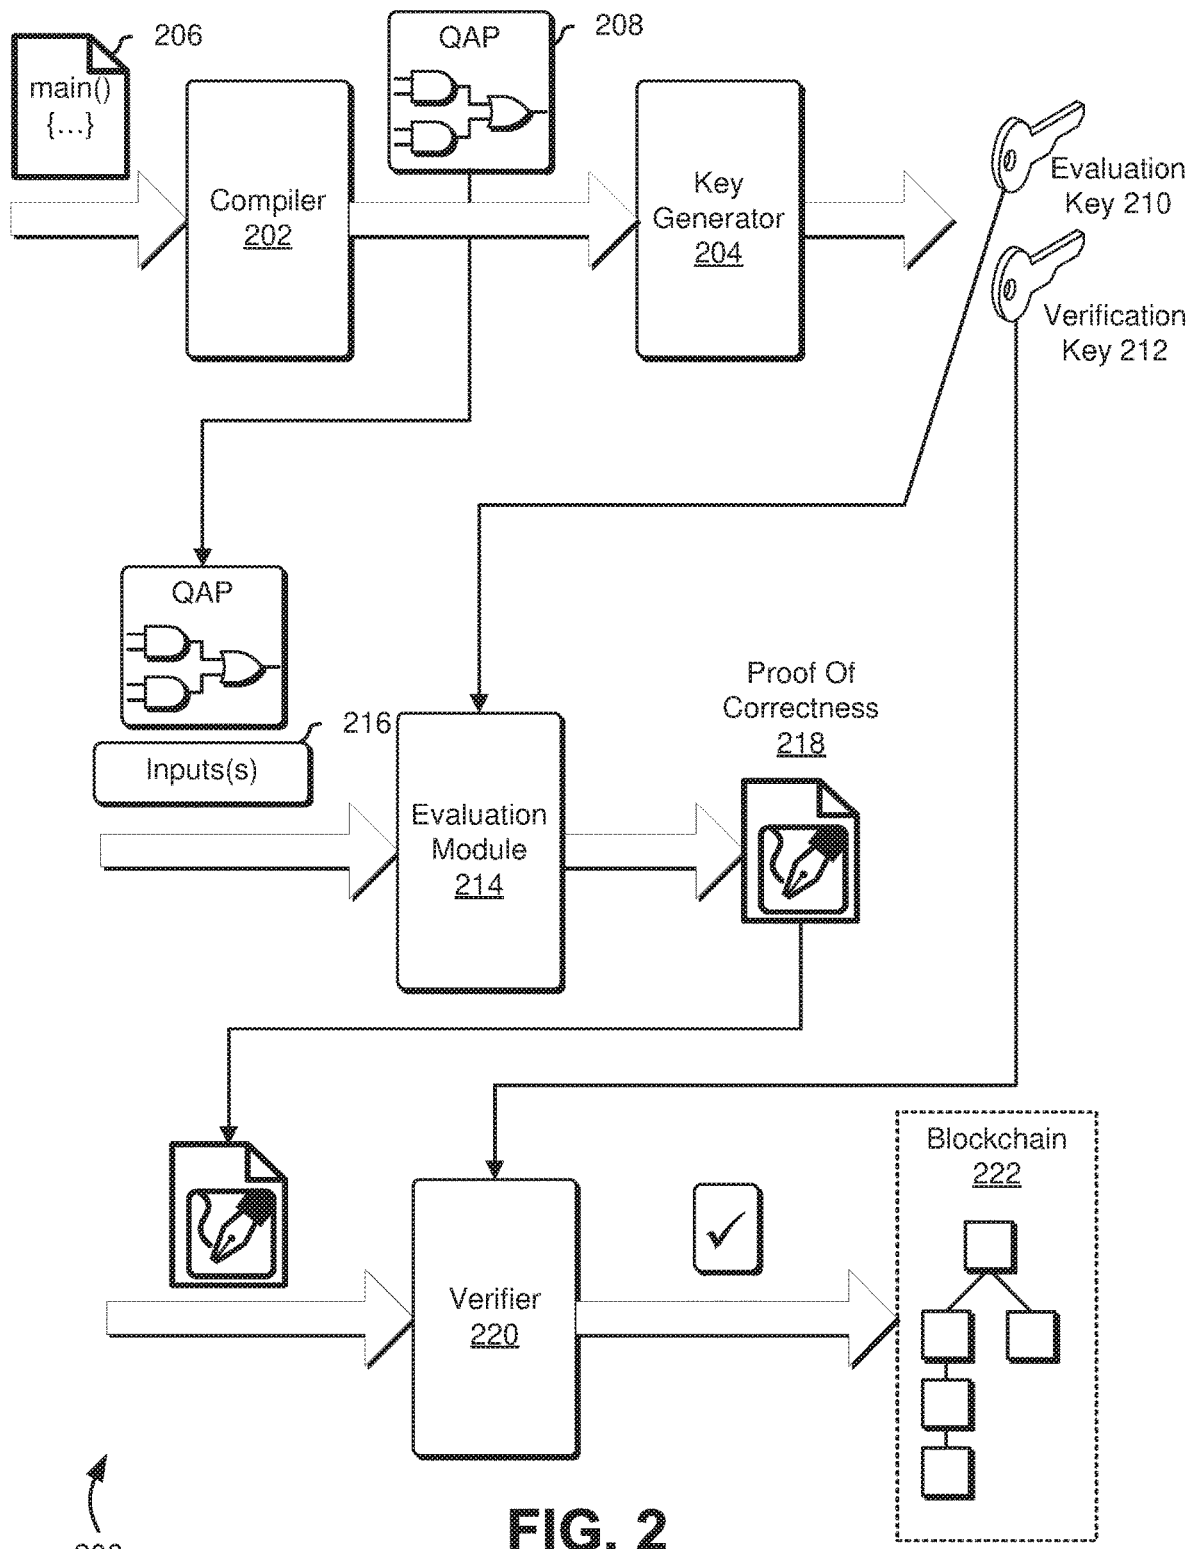 206
main()
{...}
QAP
208
Compiler
202
Key
Generator
204
Evaluation
Key 210
Verification
Key 212
QAP
216
Inputs(s)
Evaluation
Module
214
Proof Of
Correctness
218
Verifier
220
Blockchain
222
FIG. 2